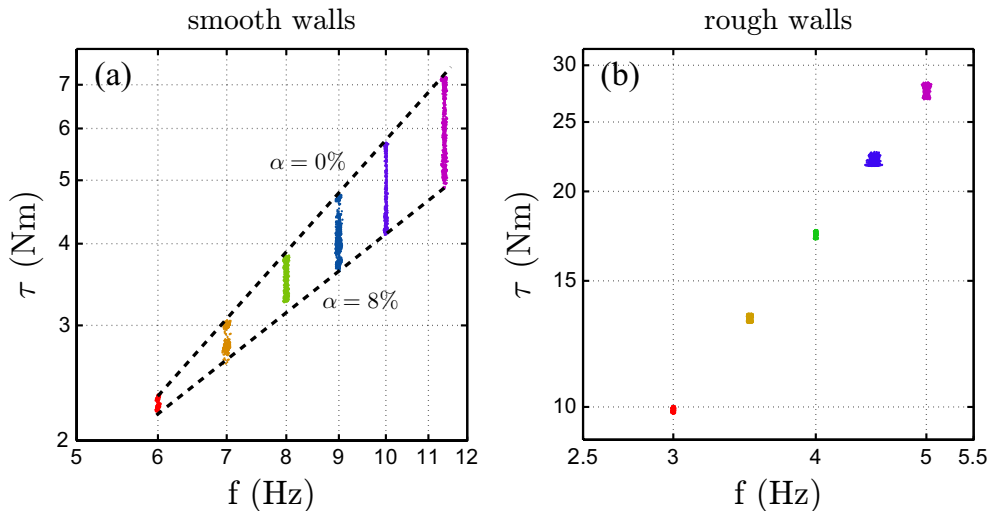 smooth walls
(a)
7
6
5
4
3
2
τ (Nm)
α = 0%
α = 8%
5 6 7 8 9 10 11 12
f (Hz)
rough walls
(b)
30
25
20
15
10
τ (Nm)
2.5 3 4 5 5.5
f (Hz)